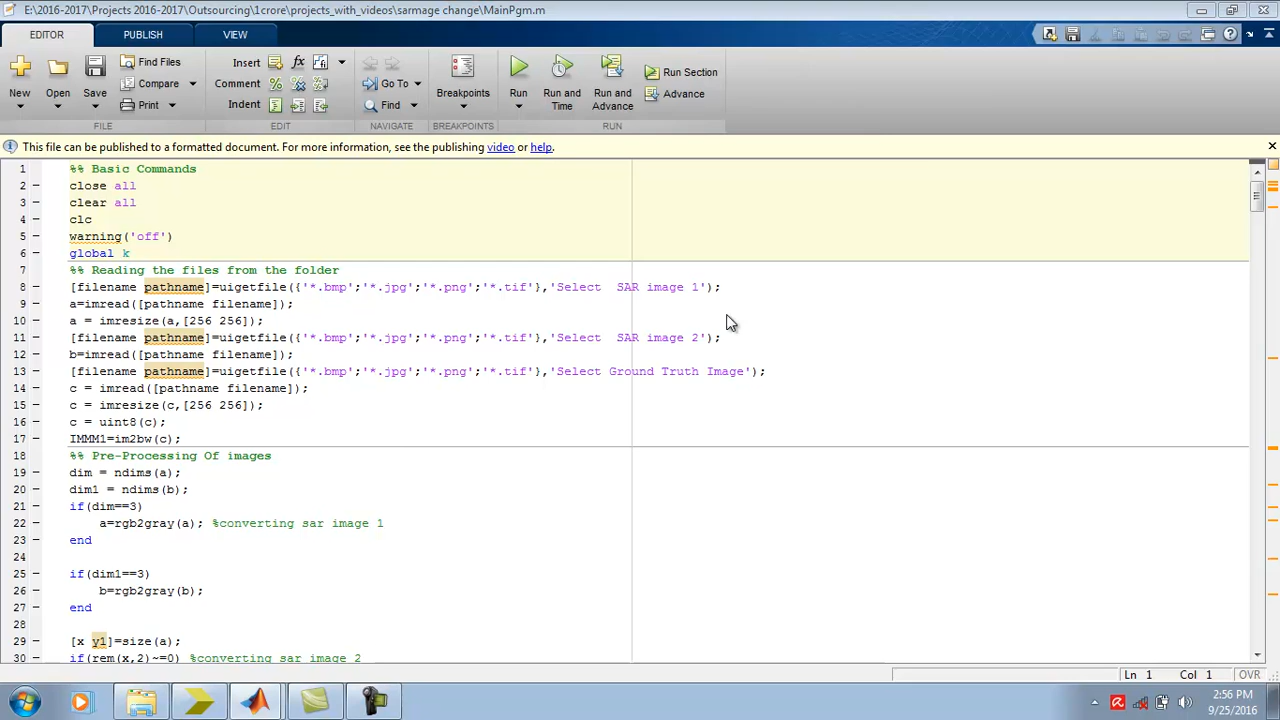 E:\2016-2017\Projects 2016-2017\Outsourcing\1crore\projects_with_videos\sarmage change\MainPgm.m
EDITOR PUBLISH VIEW
New Open Save Find Files Compare Print
Insert Comment Indent
Go To Find
Breakpoints
Run Run and Time Run and Advance Run Section Advance
FILE EDIT NAVIGATE BREAKPOINTS RUN
This file can be published to a formatted document. For more information, see the publishing video or help.
1 %% Basic Commands
2 close all
3 clear all
4 clc
5 warning('off')
6 global k
7 %% Reading the files from the folder
8 [filename pathname]=uigetfile({'*.bmp';'*.jpg';'*.png';'*.tif'},'Select  SAR image 1');
9 a=imread([pathname filename]);
10 a = imresize(a,[256 256]);
11 [filename pathname]=uigetfile({'*.bmp';'*.jpg';'*.png';'*.tif'},'Select  SAR image 2');
12 b=imread([pathname filename]);
13 [filename pathname]=uigetfile({'*.bmp';'*.jpg';'*.png';'*.tif'},'Select Ground Truth Image');
14 c = imread([pathname filename]);
15 c = imresize(c,[256 256]);
16 c = uint8(c);
17 IMMM1=im2bw(c);
18 %% Pre-Processing Of images
19 dim = ndims(a);
20 dim1 = ndims(b);
21 if(dim==3)
22 a=rgb2gray(a); %converting sar image 1
23 end
24
25 if(dim1==3)
26 b=rgb2gray(b);
27 end
28
29 [x y1]=size(a);
30 if(rem(x,2)~=0) %converting sar image 2
Ln 1 Col 1 OVR
2:56 PM
9/25/2016